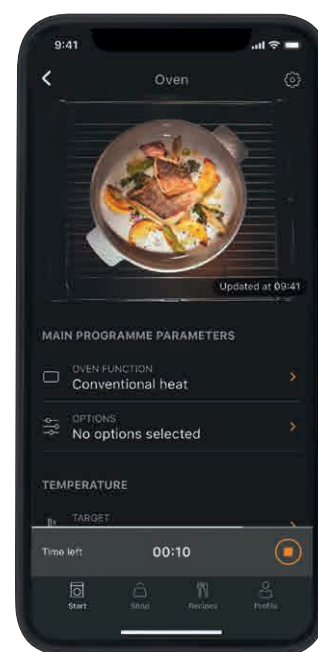 9:41
Oven
Updated at 09:41
MAIN PROGRAMME PARAMETERS
OVEN FUNCTION
Conventional heat
OPTIONS
No options selected
TEMPERATURE
TARGET
Time left 00:10
Start Shop Recipes Profile